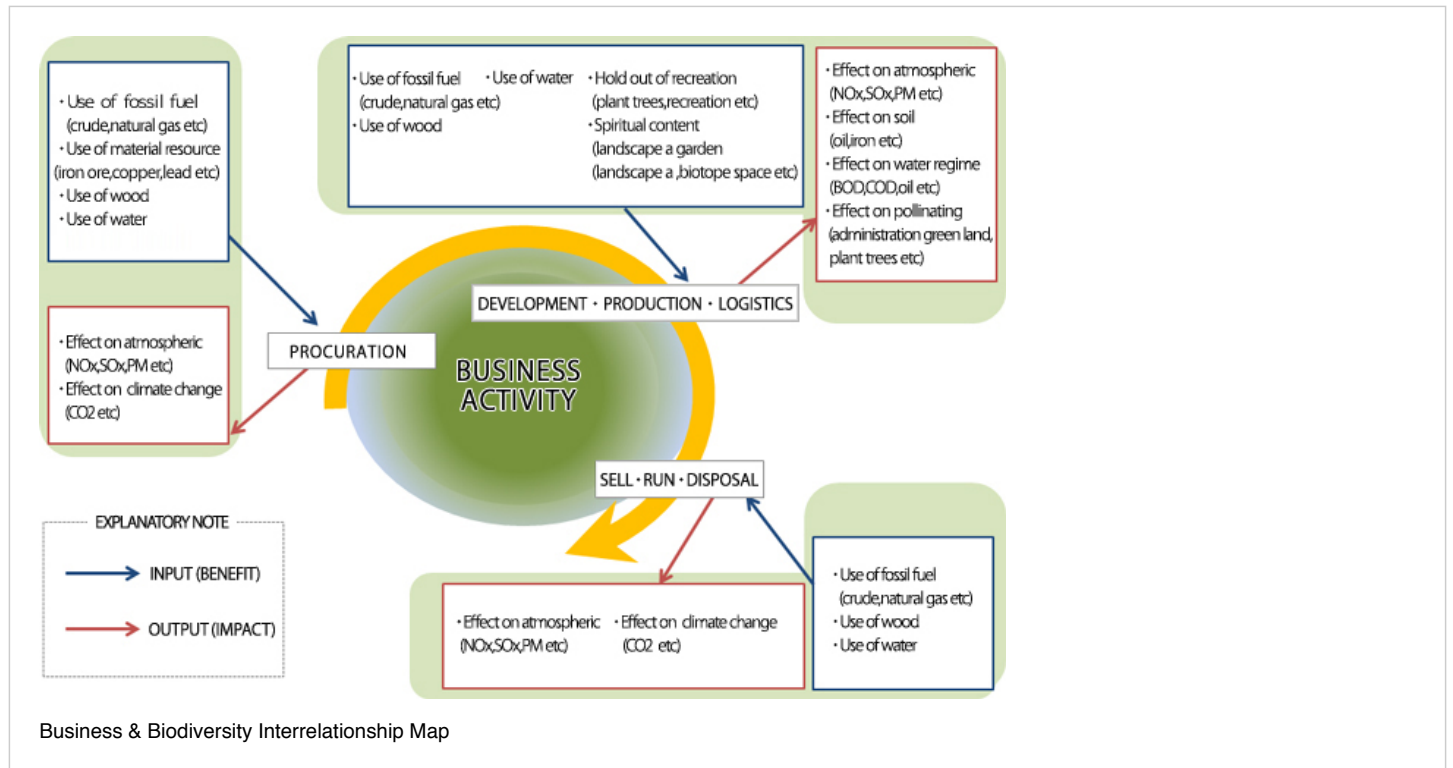 ・Use of fossil fuel
(crude,natural gas etc)
・Use of material resource
(iron ore,copper,lead etc)
・Use of wood
・Use of water
・Effect on atmospheric
(NOx,SOx,PM etc)
・Effect on climate change
(CO2 etc)
・Use of fossil fuel ・Use of water
(crude,natural gas etc)
・Use of wood
・Hold out of recreation
(plant trees,recreation etc)
・Spiritual content
(landscape a garden
(landscape a ,biotope space etc)
・Effect on atmospheric
(NOx,SOx,PM etc)
・Effect on soil
(oil,iron etc)
・Effect on water regime
(BOD,COD,oil etc)
・Effect on pollinating
(administration green land,
plant trees etc)
DEVELOPMENT・PRODUCTION・LOGISTICS
PROCURATION
BUSINESS
ACTIVITY
SELL・RUN・DISPOSAL
EXPLANATORY NOTE
INPUT (BENEFIT)
OUTPUT (IMPACT)
・Effect on atmospheric
(NOx,SOx,PM etc)
・Effect on climate change
(CO2 etc)
・Use of fossil fuel
(crude,natural gas etc)
・Use of wood
・Use of water
Business & Biodiversity Interrelationship Map